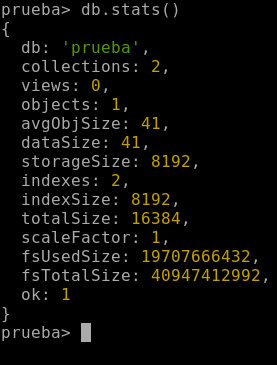 prueba> db.stats()
{
  db: 'prueba',
  collections: 2,
  views: 0,
  objects: 1,
  avgObjSize: 41,
  dataSize: 41,
  storageSize: 8192,
  indexes: 2,
  indexSize: 8192,
  totalSize: 16384,
  scaleFactor: 1,
  fsUsedSize: 19707666432,
  fsTotalSize: 40947412992,
  ok: 1
}
prueba>